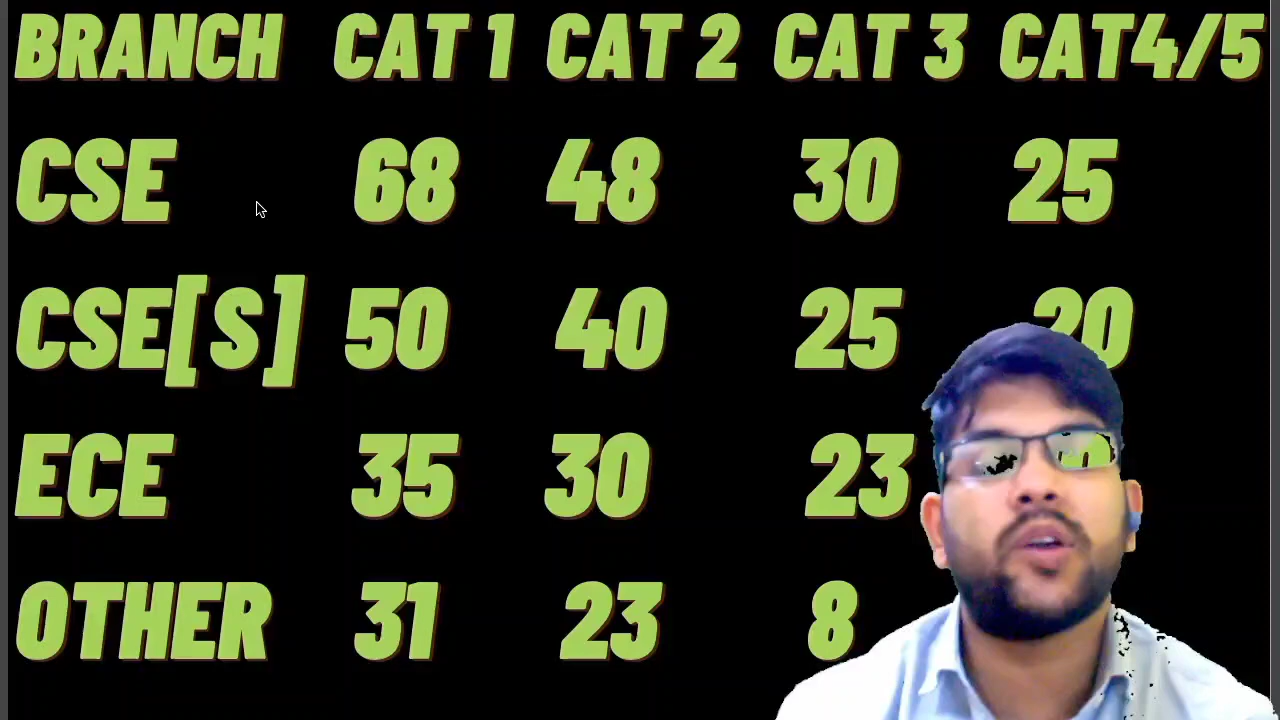 BRANCH CAT 1 CAT 2 CAT 3 CAT4/5
CSE 68 48 30 25
CSE[S] 50 40 25 20
ECE 35 30 23
OTHER 31 23 8